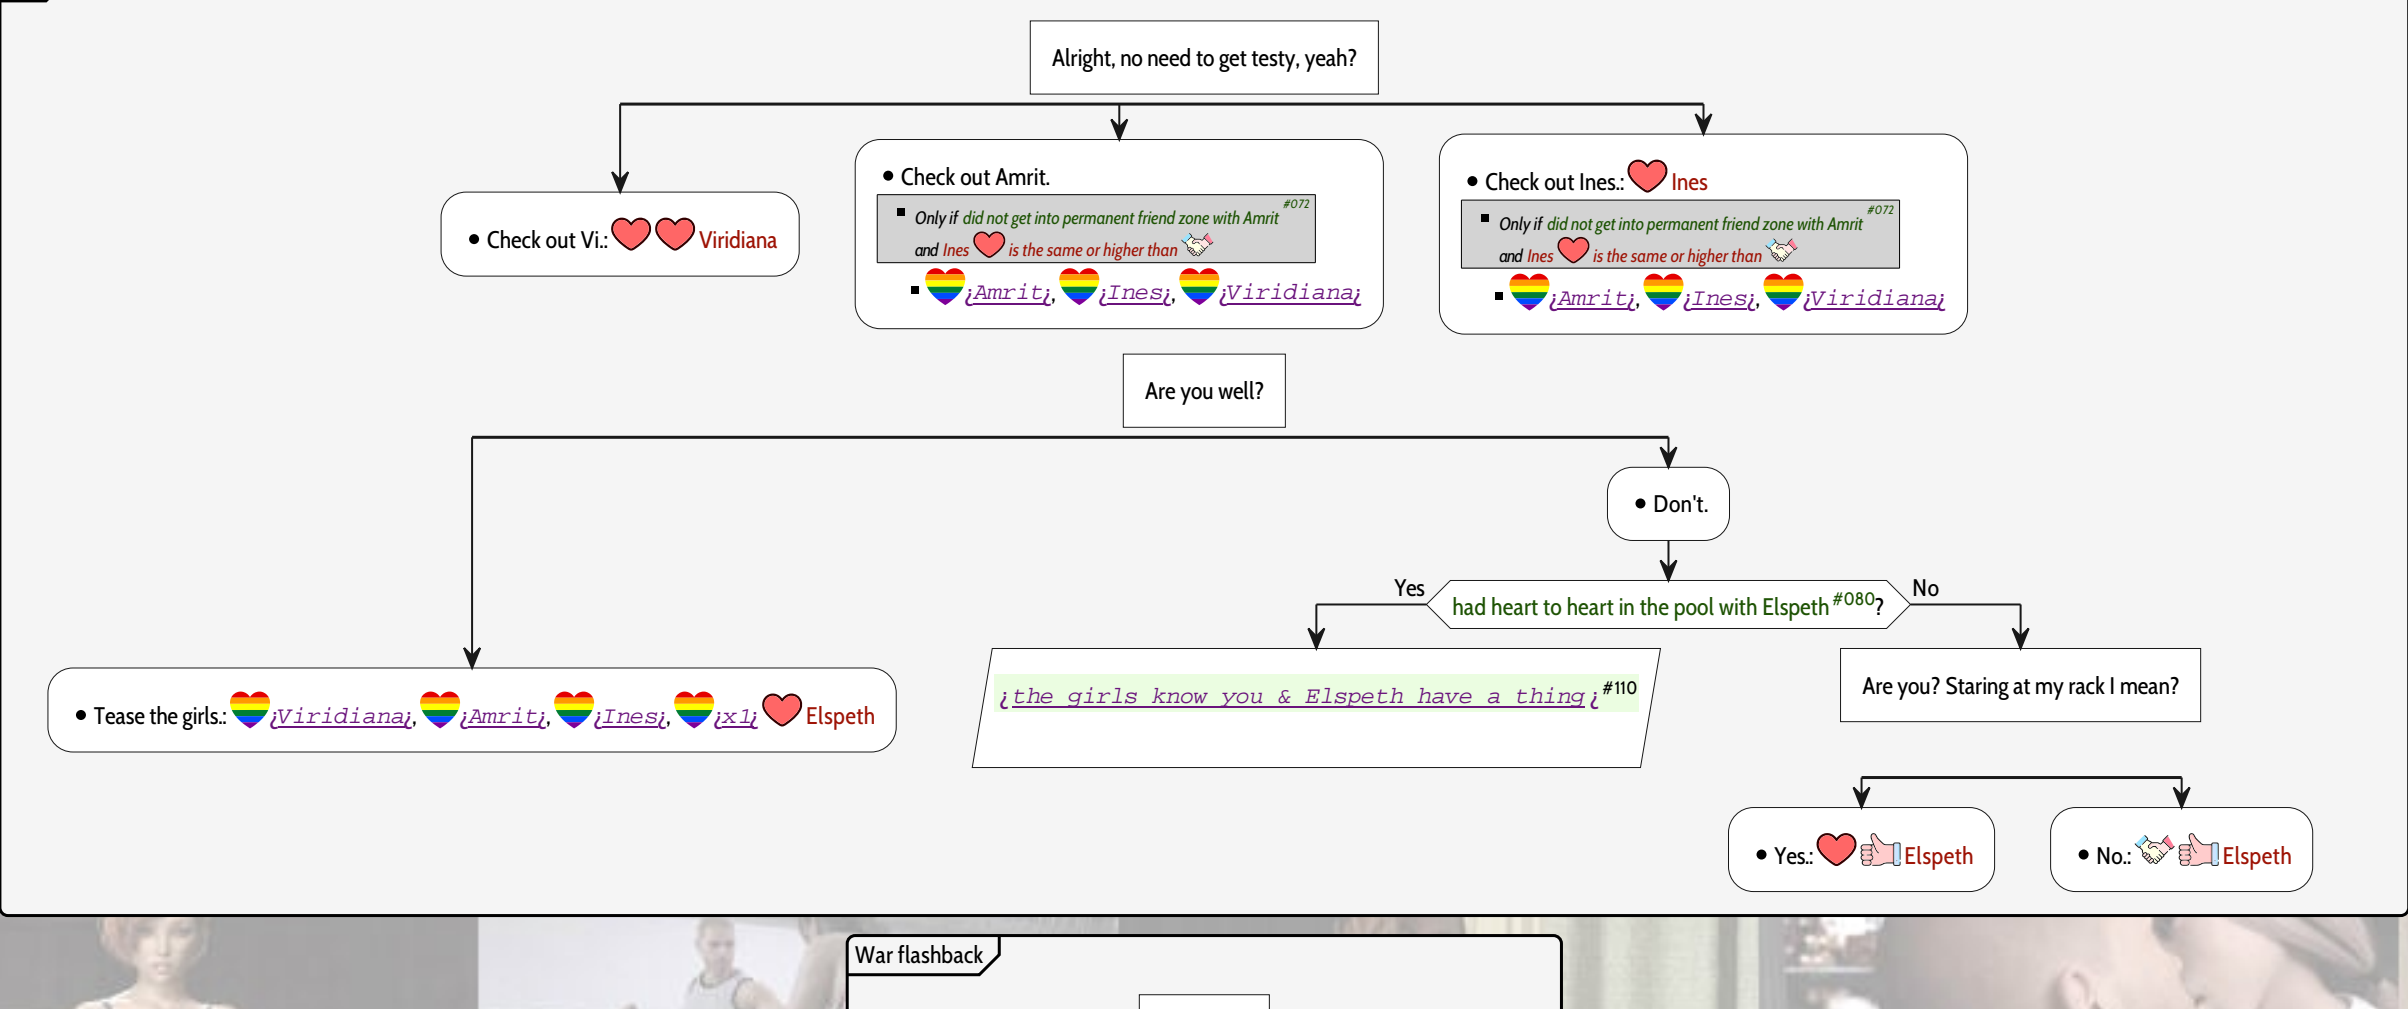 Alright, no need to get testy, yeah?
Check out Vi.: Viridiana
Check out Amrit.
Only if did not get into permanent friend zone with Amrit #072
and Ines is the same or higher than
¿Amrit¿, ¿Ines¿, ¿Viridiana¿
Check out Ines.: Ines
Only if did not get into permanent friend zone with Amrit #072
and Ines is the same or higher than
¿Amrit¿, ¿Ines¿, ¿Viridiana¿
Are you well?
Don't.
Yes
had heart to heart in the pool with Elspeth #080?
No
Tease the girls.: ¿Viridiana¿, ¿Amrit¿, ¿Ines¿, ¿x1¿ Elspeth
¿the girls know you & Elspeth have a thing¿ #110
Are you? Staring at my rack I mean?
Yes.: Elspeth
No.: Elspeth
War flashback